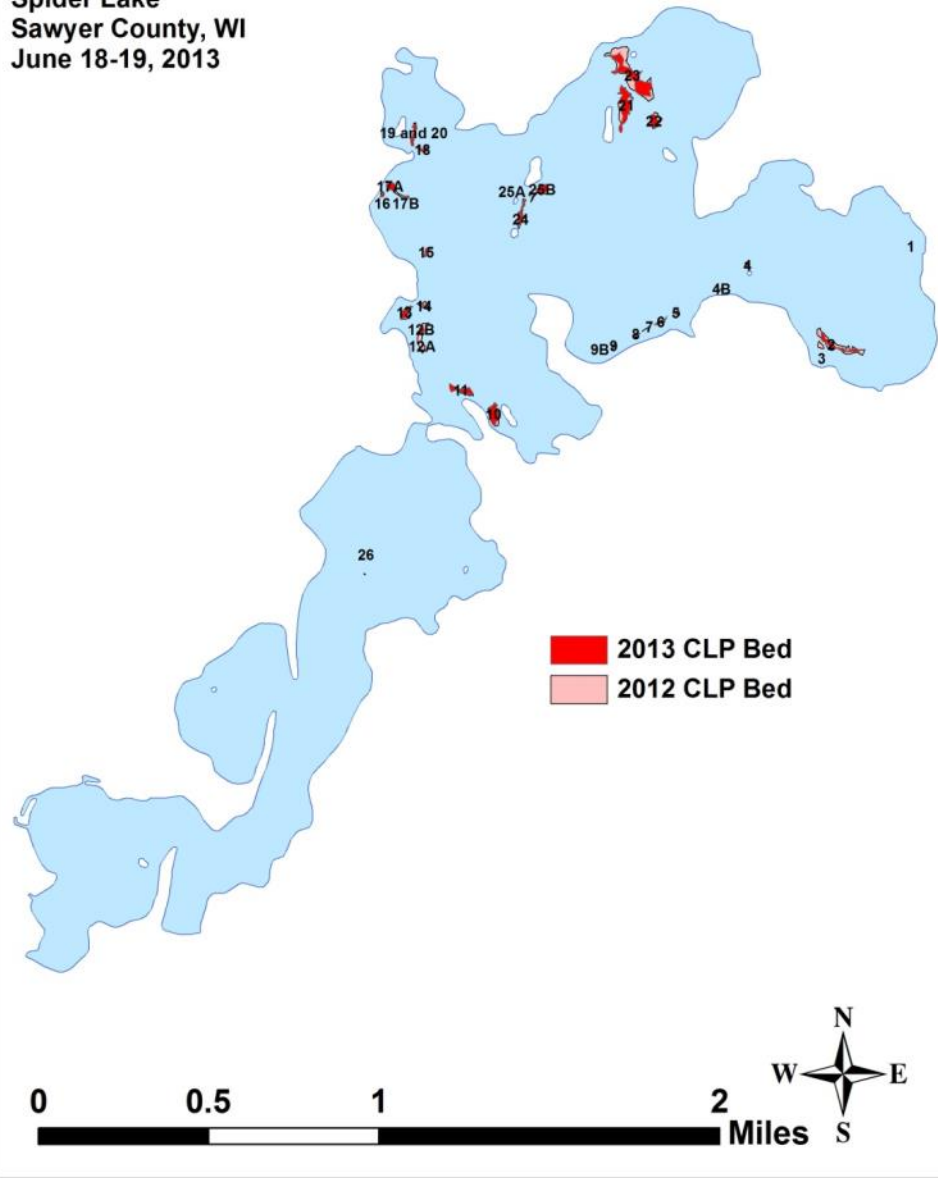 Spider Lake
Sawyer County, WI
June 18-19, 2013
23
21
22
19 and 20
18
17A
16 17B
25A 25B
24
15
1
4
4B
14
13
12B
12A
5
6
7
8
9B 9
2
3
11
10
26
2013 CLP Bed
2012 CLP Bed
N
W E
S
0 0.5 1 2
Miles